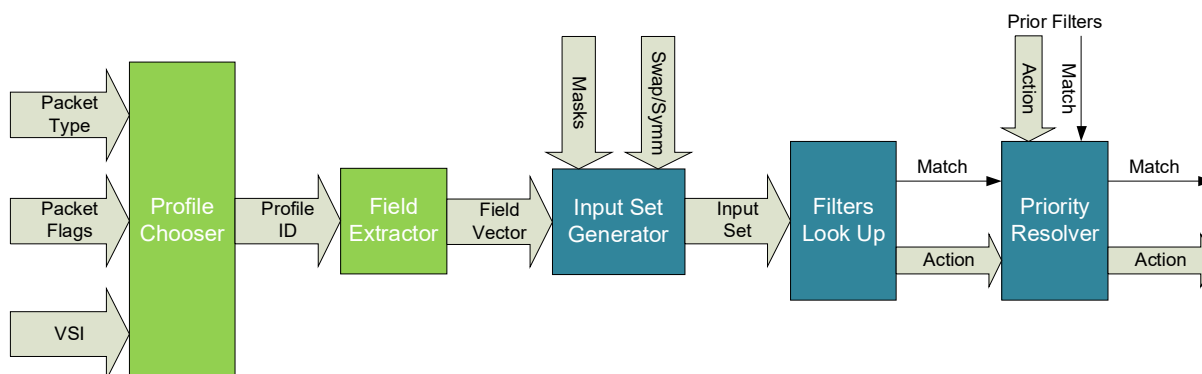 Prior Filters
Masks
Swap/Symm
Action
Match
Packet
Type
Packet
Flags
VSI
Profile
Chooser
Profile
ID
Field
Extractor
Field
Vector
Input Set
Generator
Input
Set
Filters
Look Up
Match
Action
Priority
Resolver
Match
Action